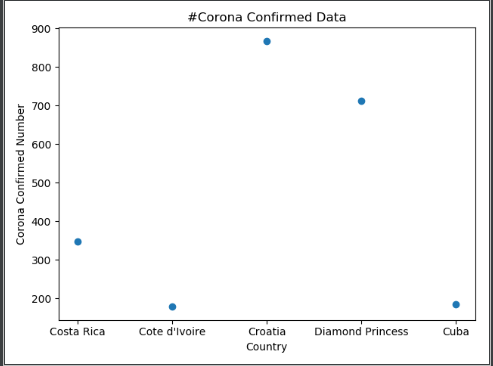 #Corona Confirmed Data
900
800
700
600
500
400
300
200
Corona Confirmed Number
Costa Rica Cote d'Ivoire Croatia Diamond Princess Cuba
Country